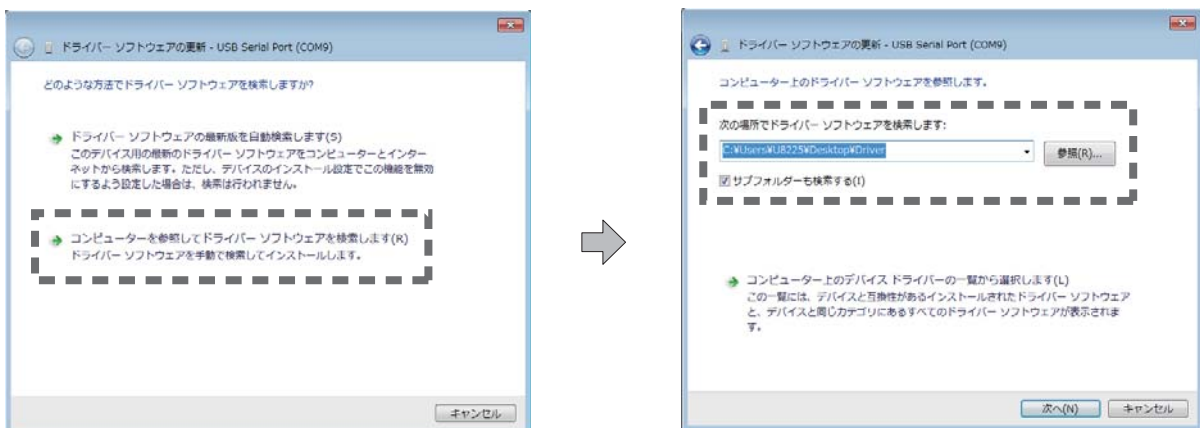 ドライバー ソフトウェアの更新 - USB Serial Port (COM9)
どのような方法でドライバー ソフトウェアを検索しますか?
ドライバー ソフトウェアの最新版を自動検索します(S)
このデバイス用の最新のドライバー ソフトウェアをコンピューターとインター
ネットから検索します。ただし、デバイスのインストール設定でこの機能を無効
にするよう設定した場合は、検索は行われません。
コンピューターを参照してドライバー ソフトウェアを検索します(R)
ドライバー ソフトウェアを手動で検索してインストールします。
キャンセル
ドライバー ソフトウェアの更新 - USB Serial Port (COM9)
コンピューター上のドライバー ソフトウェアを参照します。
次の場所でドライバー ソフトウェアを検索します:
C:¥Users¥U8225¥Desktop¥Driver
参照(R)...
サブフォルダーも検索する(I)
コンピューター上のデバイス ドライバーの一覧から選択します(L)
この一覧には、デバイスと互換性があるインストールされたドライバー ソフトウェア
と、デバイスと同じカテゴリにあるすべてのドライバー ソフトウェアが表示されま
す。
次へ(N)
キャンセル